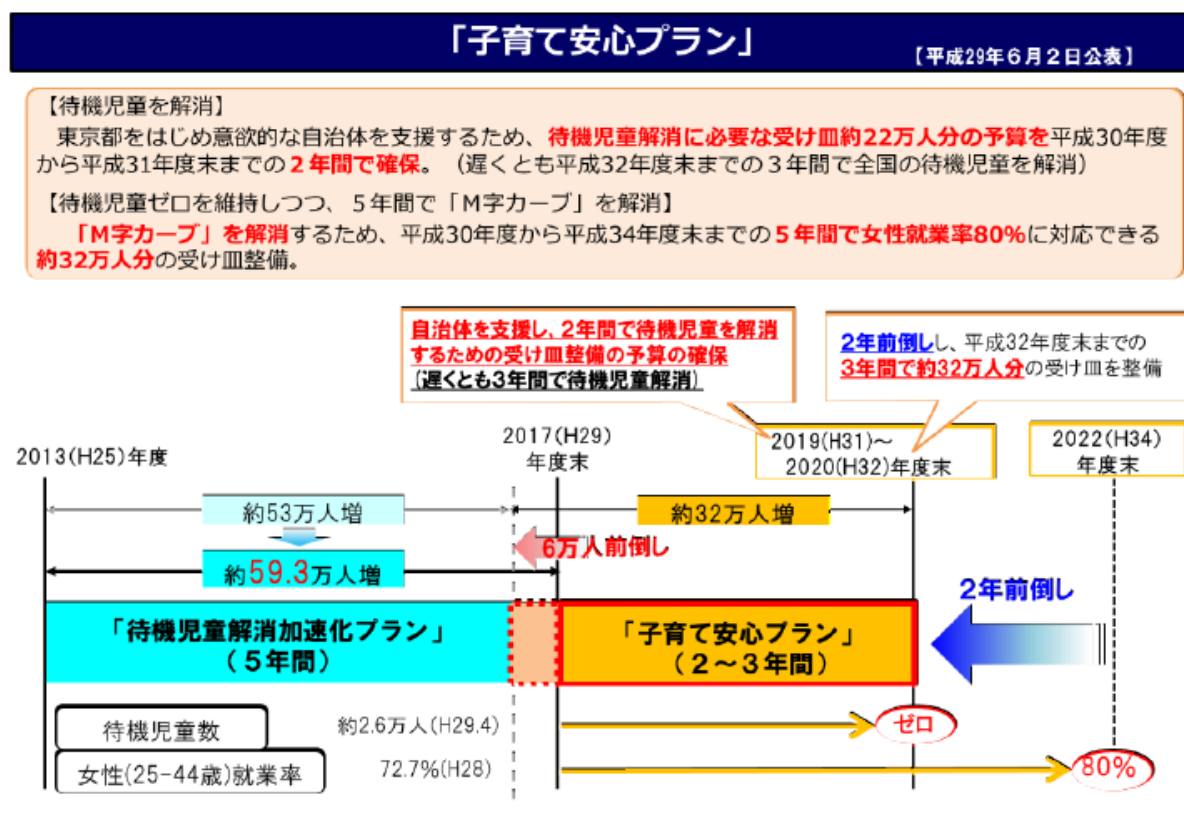 「子育て安心プラン」
【平成29年６月２日公表】
【待機児童を解消】
東京都をはじめ意欲的な自治体を支援するため、待機児童解消に必要な受け皿約22万人分の予算を平成30年度
から平成31年度末までの２年間で確保。（遅くとも平成32年度末までの３年間で全国の待機児童を解消）
【待機児童ゼロを維持しつつ、５年間で「Ｍ字カーブ」を解消】
「Ｍ字カーブ」を解消するため、平成30年度から平成34年度末までの５年間で女性就業率80％に対応できる
約32万人分の受け皿整備。
自治体を支援し、2年間で待機児童を解消
するための受け皿整備の予算の確保
（遅くとも3年間で待機児童解消）
2年前倒しし、平成32年度末までの
3年間で約32万人分の受け皿を整備
2013(H25)年度
2017(H29)
年度末
2019(H31)～
2020(H32)年度末
2022(H34)
年度末
約53万人増
約32万人増
6万人前倒し
約59.3万人増
2年前倒し
「待機児童解消加速化プラン」
（５年間）
「子育て安心プラン」
（２～３年間）
待機児童数
約2.6万人(H29.4)
ゼロ
女性(25-44歳)就業率
72.7%(H28)
80%